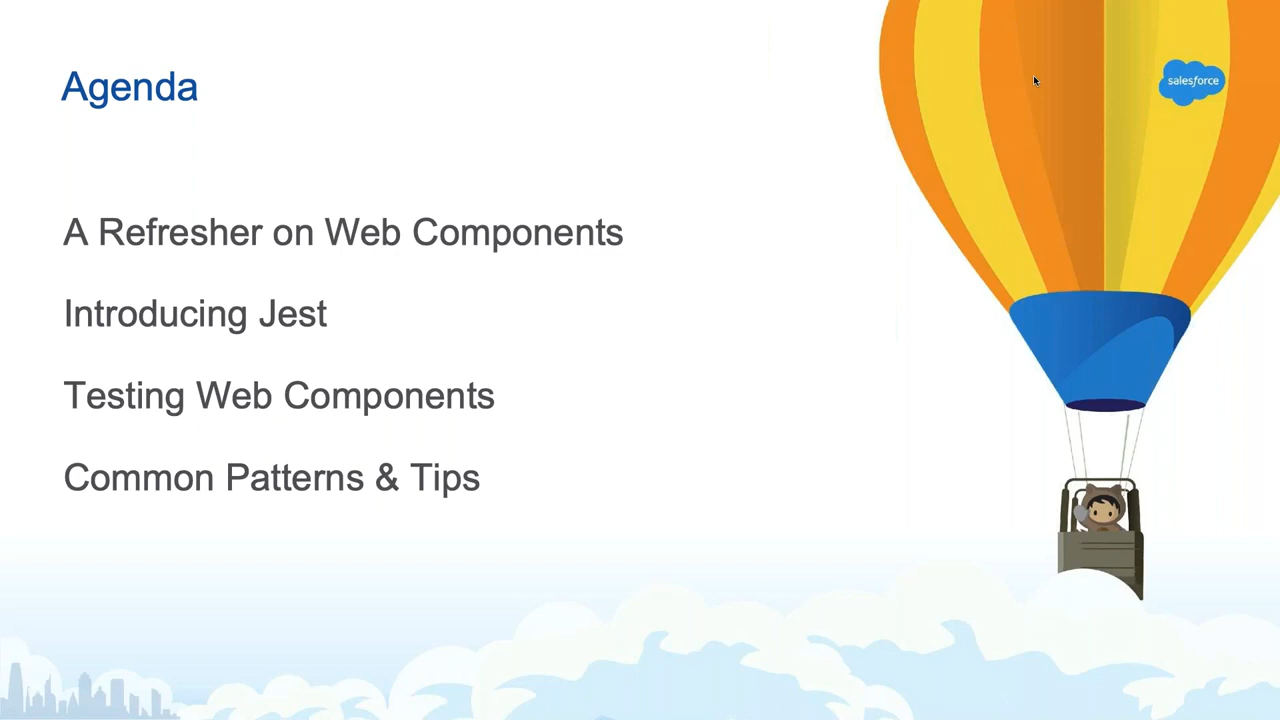 Agenda
salesforce
A Refresher on Web Components
Introducing Jest
Testing Web Components
Common Patterns & Tips